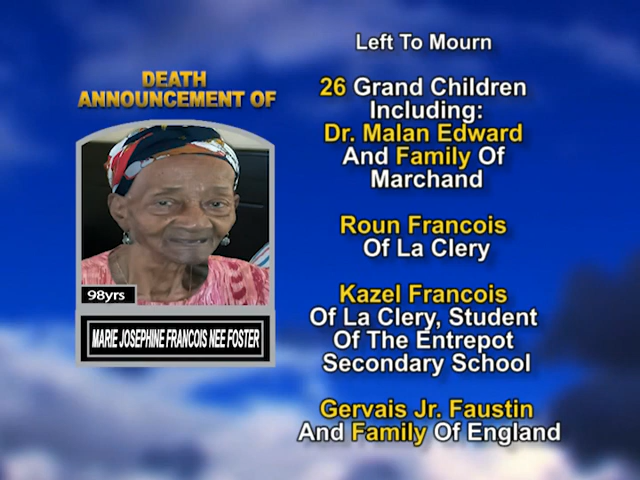 DEATH
ANNOUNCEMENT OF
98yrs
MARIE JOSEPHINE FRANCOIS NEE FOSTER
Left To Mourn
26 Grand Children
Including:
Dr. Malan Edward
And Family Of
Marchand
Roun Francois
Of La Clery
Kazel Francois
Of La Clery, Student
Of The Entrepot
Secondary School
Gervais Jr. Faustin
And Family Of England